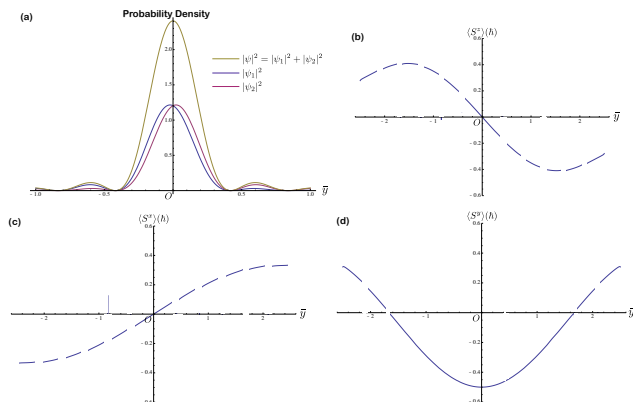 (a)
Probability Density
2.0
1.5
1.0
0.5
- 1.0
- 0.5
O
0.5
1.0
y̅
|ψ|² = |ψ₁|² + |ψ₂|²
|ψ₁|²
|ψ₂|²
(b)
⟨Sᶻ⟩(ħ)
0.6
0.4
0.2
- 2
- 1
O
1
2
y̅
- 0.2
- 0.4
- 0.6
(c)
⟨Sˣ⟩(ħ)
0.6
0.4
0.2
- 2
- 1
O
1
2
y̅
- 0.2
- 0.4
- 0.6
(d)
⟨Sʸ⟩(ħ)
0.6
0.4
0.2
- 2
- 1
O
1
2
y̅
- 0.2
- 0.4
- 0.6